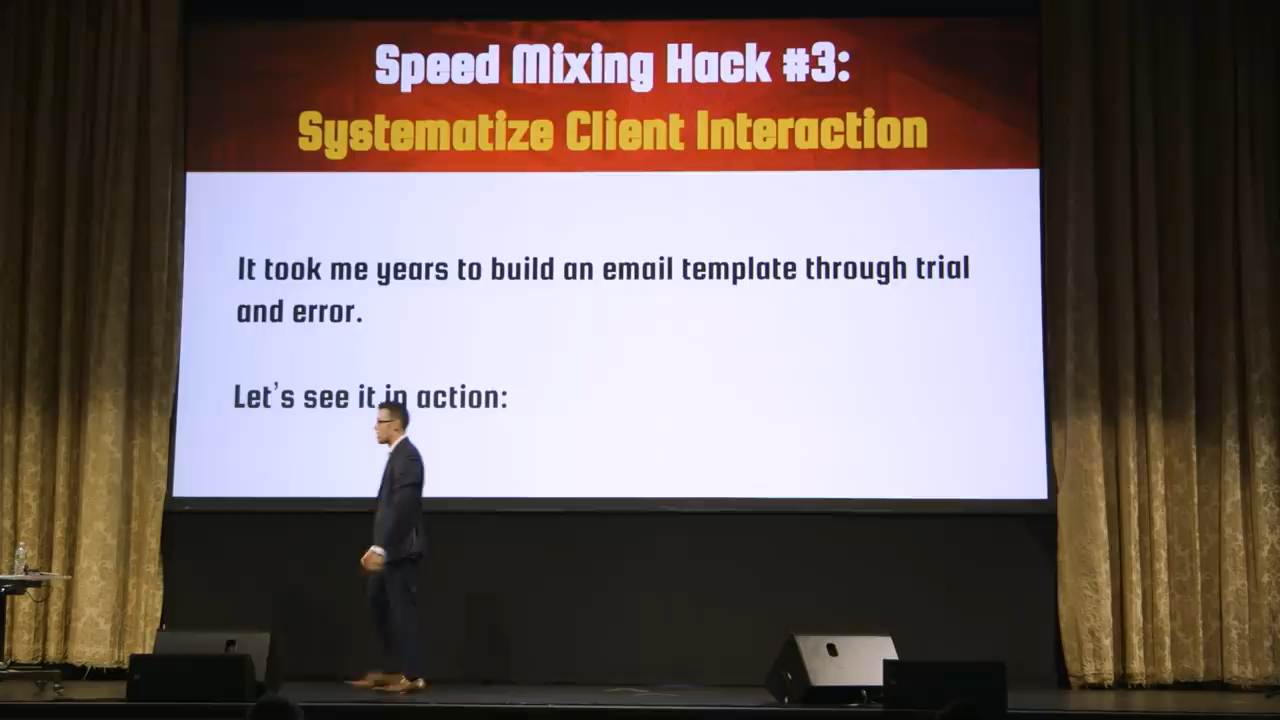 Speed Mixing Hack #3:
Systematize Client Interaction
It took me years to build an email template through trial
and error.
Let's see it in action: